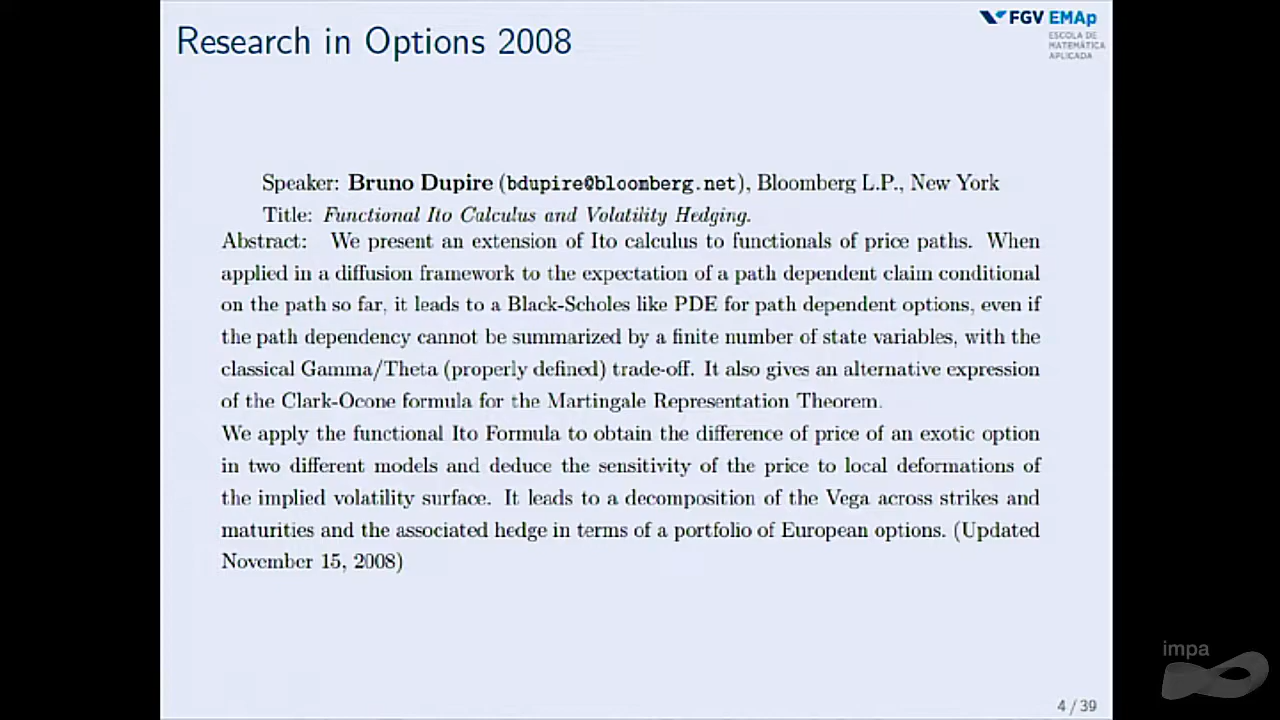 Research in Options 2008
FGV EMAp
ESCOLA DE
MATEMÁTICA
APLICADA
Speaker: Bruno Dupire (bdupire@bloomberg.net), Bloomberg L.P., New York
Title: Functional Ito Calculus and Volatility Hedging.
Abstract: We present an extension of Ito calculus to functionals of price paths. When
applied in a diffusion framework to the expectation of a path dependent claim conditional
on the path so far, it leads to a Black-Scholes like PDE for path dependent options, even if
the path dependency cannot be summarized by a finite number of state variables, with the
classical Gamma/Theta (properly defined) trade-off. It also gives an alternative expression
of the Clark-Ocone formula for the Martingale Representation Theorem.
We apply the functional Ito Formula to obtain the difference of price of an exotic option
in two different models and deduce the sensitivity of the price to local deformations of
the implied volatility surface. It leads to a decomposition of the Vega across strikes and
maturities and the associated hedge in terms of a portfolio of European options. (Updated
November 15, 2008)
impa
4 / 39